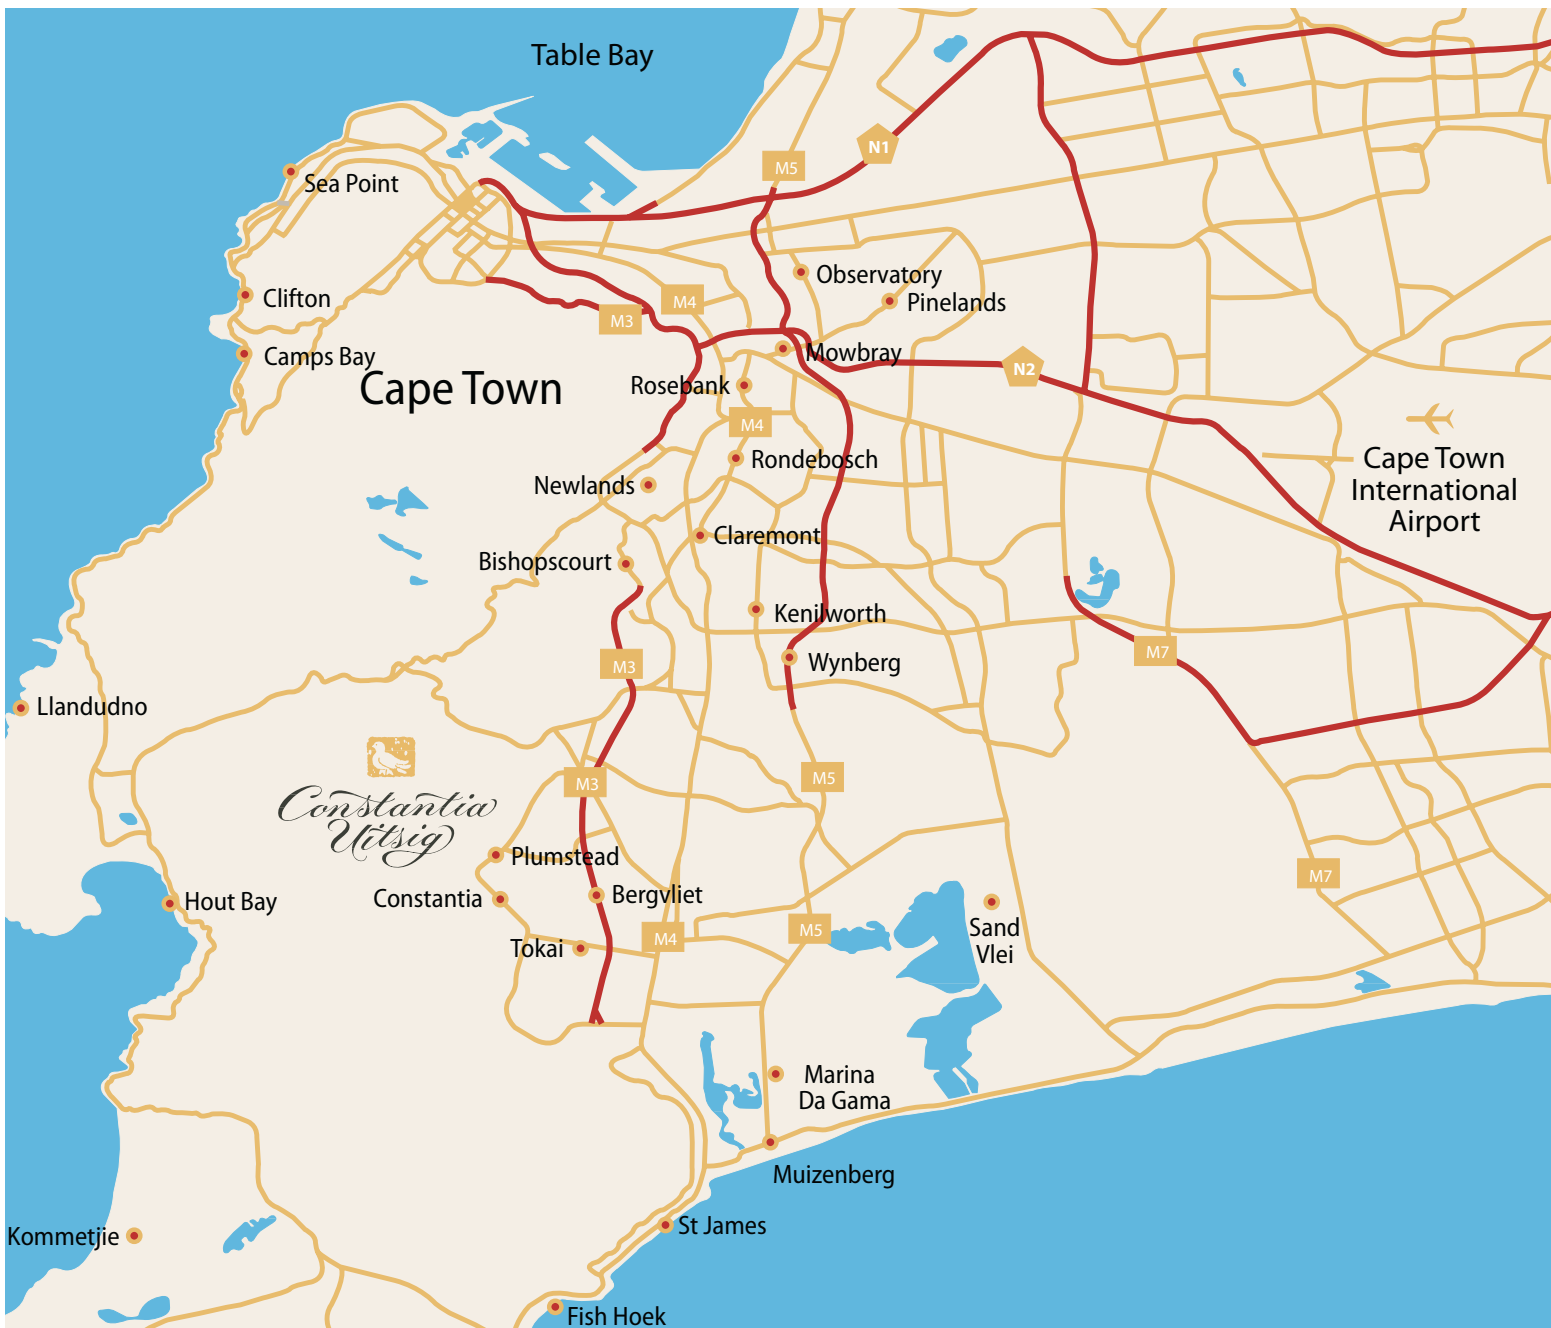 Table Bay
N1
M5
Sea Point
Observatory
Clifton
M4
Pinelands
M3
Mowbray
Camps Bay
N2
Cape Town
Rosebank
M4
Rondebosch
Cape Town
International
Airport
Newlands
Claremont
Bishopscourt
Kenilworth
M7
M3
Wynberg
Llandudno
M5
M3
Constantia
Uitsig
Plumstead
M7
Constantia
Bergvliet
Hout Bay
Sand
Vlei
M5
M4
Tokai
Marina
Da Gama
Muizenberg
St James
Kommetjie
Fish Hoek